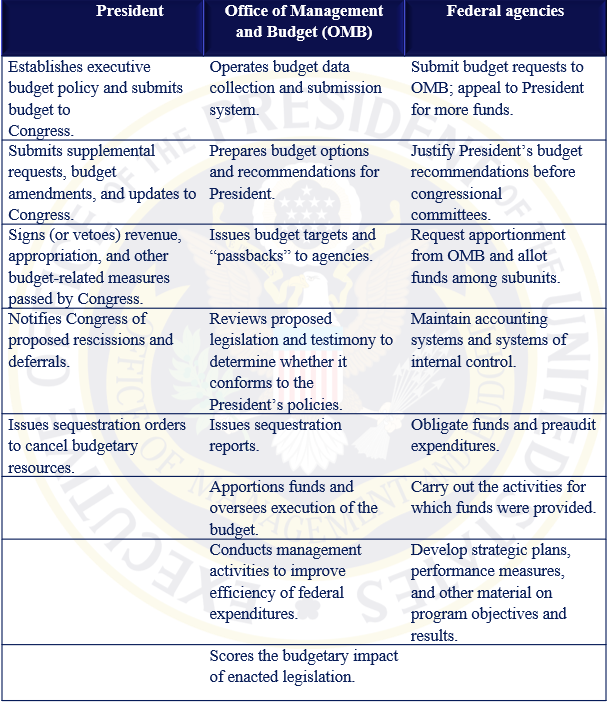 President
Office of Management
and Budget (OMB)
Federal agencies
Establishes executive
budget policy and submits
budget to
Congress.
Operates budget data
collection and submission
system.
Submit budget requests to
OMB; appeal to President
for more funds.
Submits supplemental
requests, budget
amendments, and updates to
Congress.
Prepares budget options
and recommendations for
President.
Justify President’s budget
recommendations before
congressional
committees.
Signs (or vetoes) revenue,
appropriation, and other
budget-related measures
passed by Congress.
Issues budget targets and
“passbacks” to agencies.
Request apportionment
from OMB and allot
funds among subunits.
Notifies Congress of
proposed rescissions and
deferrals.
Reviews proposed
legislation and testimony to
determine whether it
conforms to the
President’s policies.
Maintain accounting
systems and systems of
internal control.
Issues sequestration orders
to cancel budgetary
resources.
Issues sequestration
reports.
Obligate funds and preaudit
expenditures.
Apportions funds and
oversees execution of the
budget.
Carry out the activities for
which funds were provided.
Conducts management
activities to improve
efficiency of federal
expenditures.
Develop strategic plans,
performance measures,
and other material on
program objectives and
results.
Scores the budgetary impact
of enacted legislation.